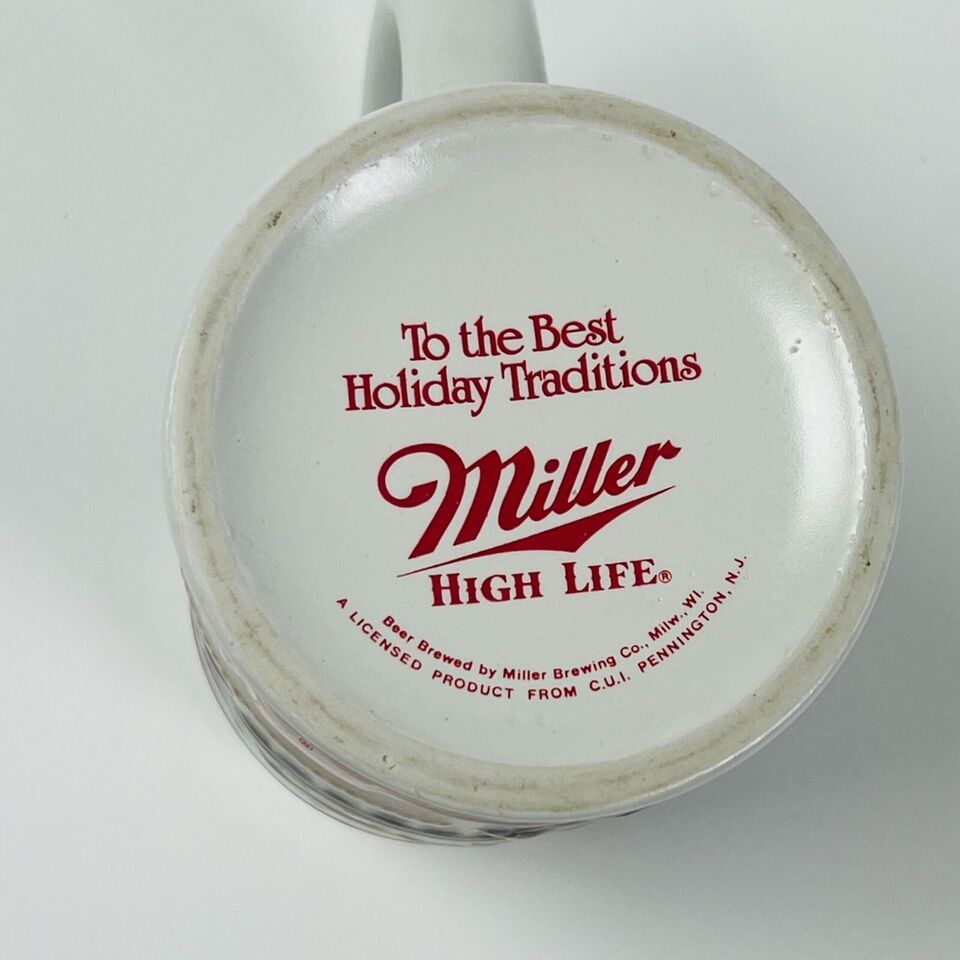 To the Best
Holiday Traditions
Miller
HIGH LIFE®
Beer Brewed by Miller Brewing Co., Milw., WI.
A LICENSED PRODUCT FROM C.U.I. PENNINGTON, N.J.